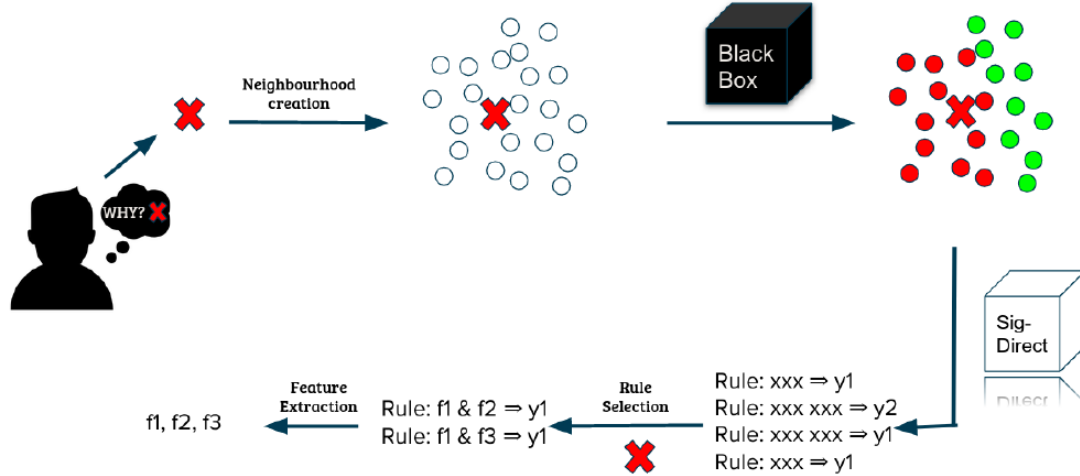 Neighbourhood
creation
Black
Box
WHY?
Sig-
Direct
Rule: xxx ⇒ y1
Rule: xxx xxx ⇒ y2
Rule: xxx xxx ⇒ y1
Rule: xxx ⇒ y1
Rule
Selection
Rule: f1 & f2 ⇒ y1
Rule: f1 & f3 ⇒ y1
Feature
Extraction
f1, f2, f3